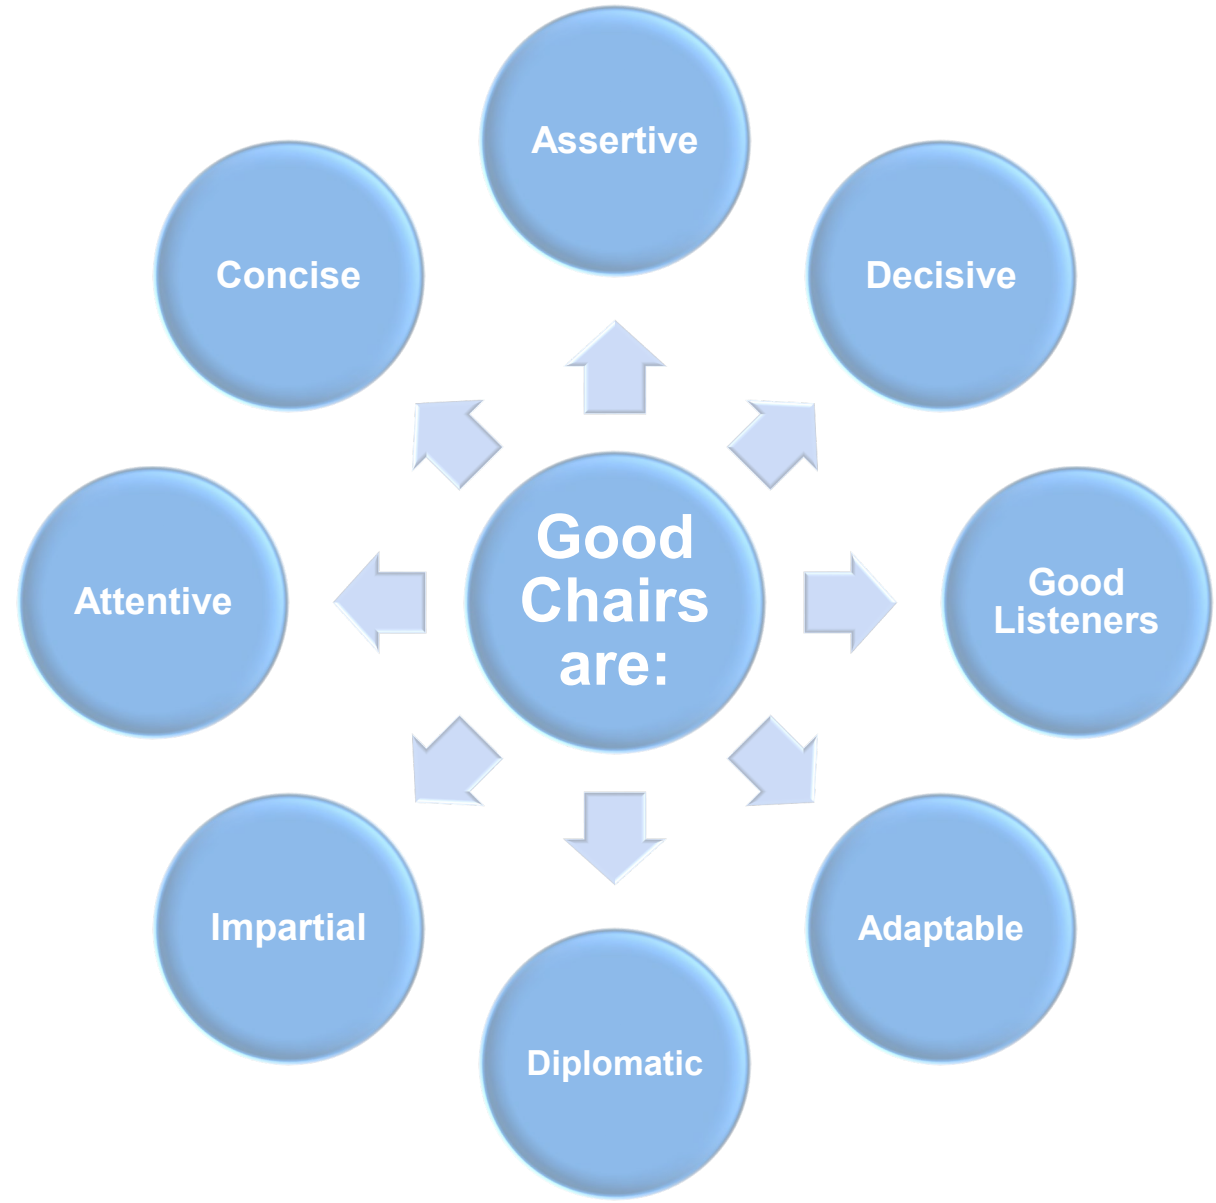 Good
Chairs
are:
Assertive
Decisive
Good
Listeners
Adaptable
Diplomatic
Impartial
Attentive
Concise